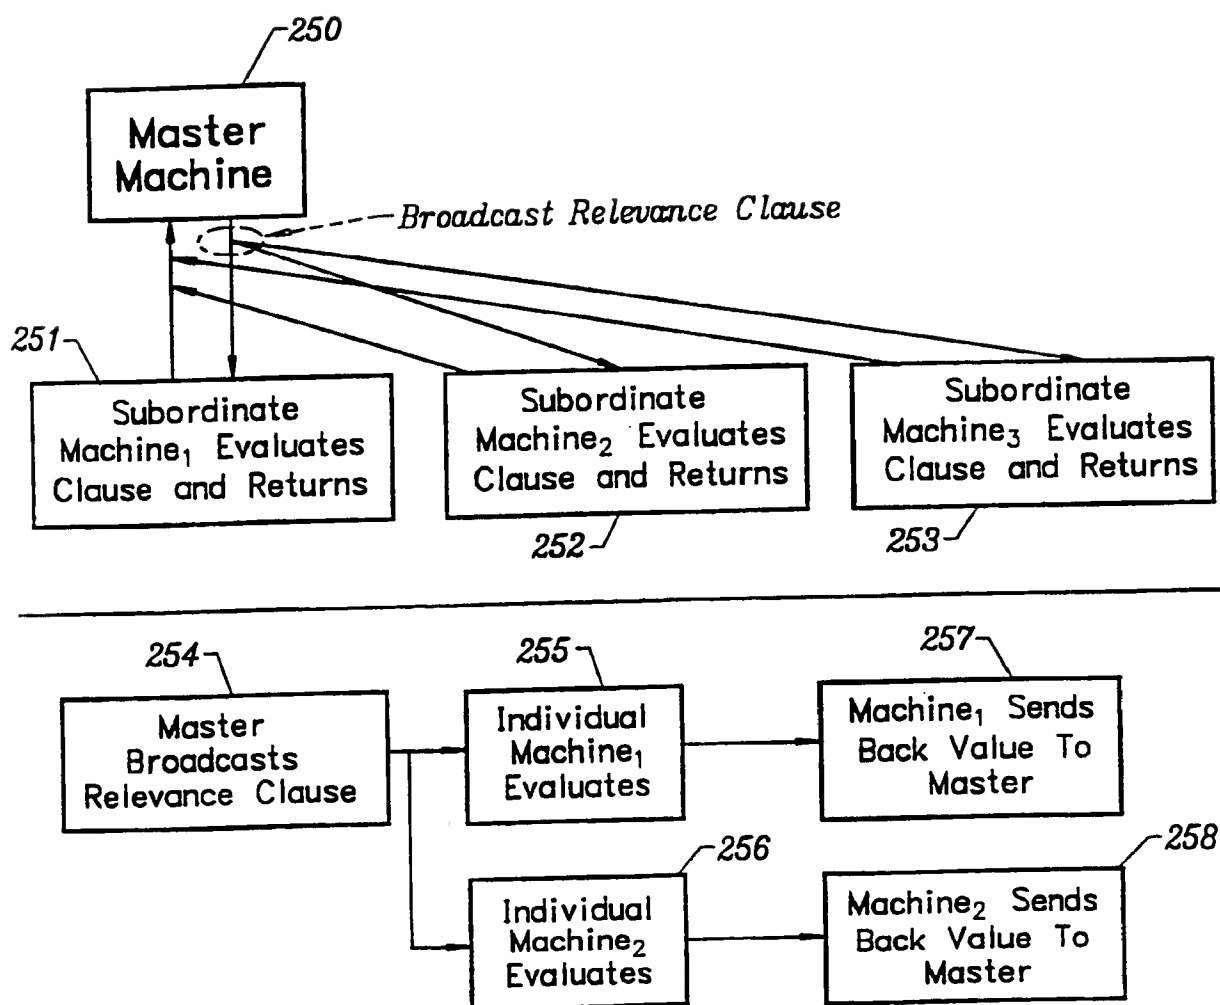 250
Master
Machine
Broadcast Relevance Clause
251
Subordinate
Machine₁ Evaluates
Clause and Returns
Subordinate
Machine₂ Evaluates
Clause and Returns
252
Subordinate
Machine₃ Evaluates
Clause and Returns
253
254
Master
Broadcasts
Relevance Clause
255
Individual
Machine₁
Evaluates
257
Machine₁ Sends
Back Value To
Master
256
Individual
Machine₂
Evaluates
258
Machine₂ Sends
Back Value To
Master